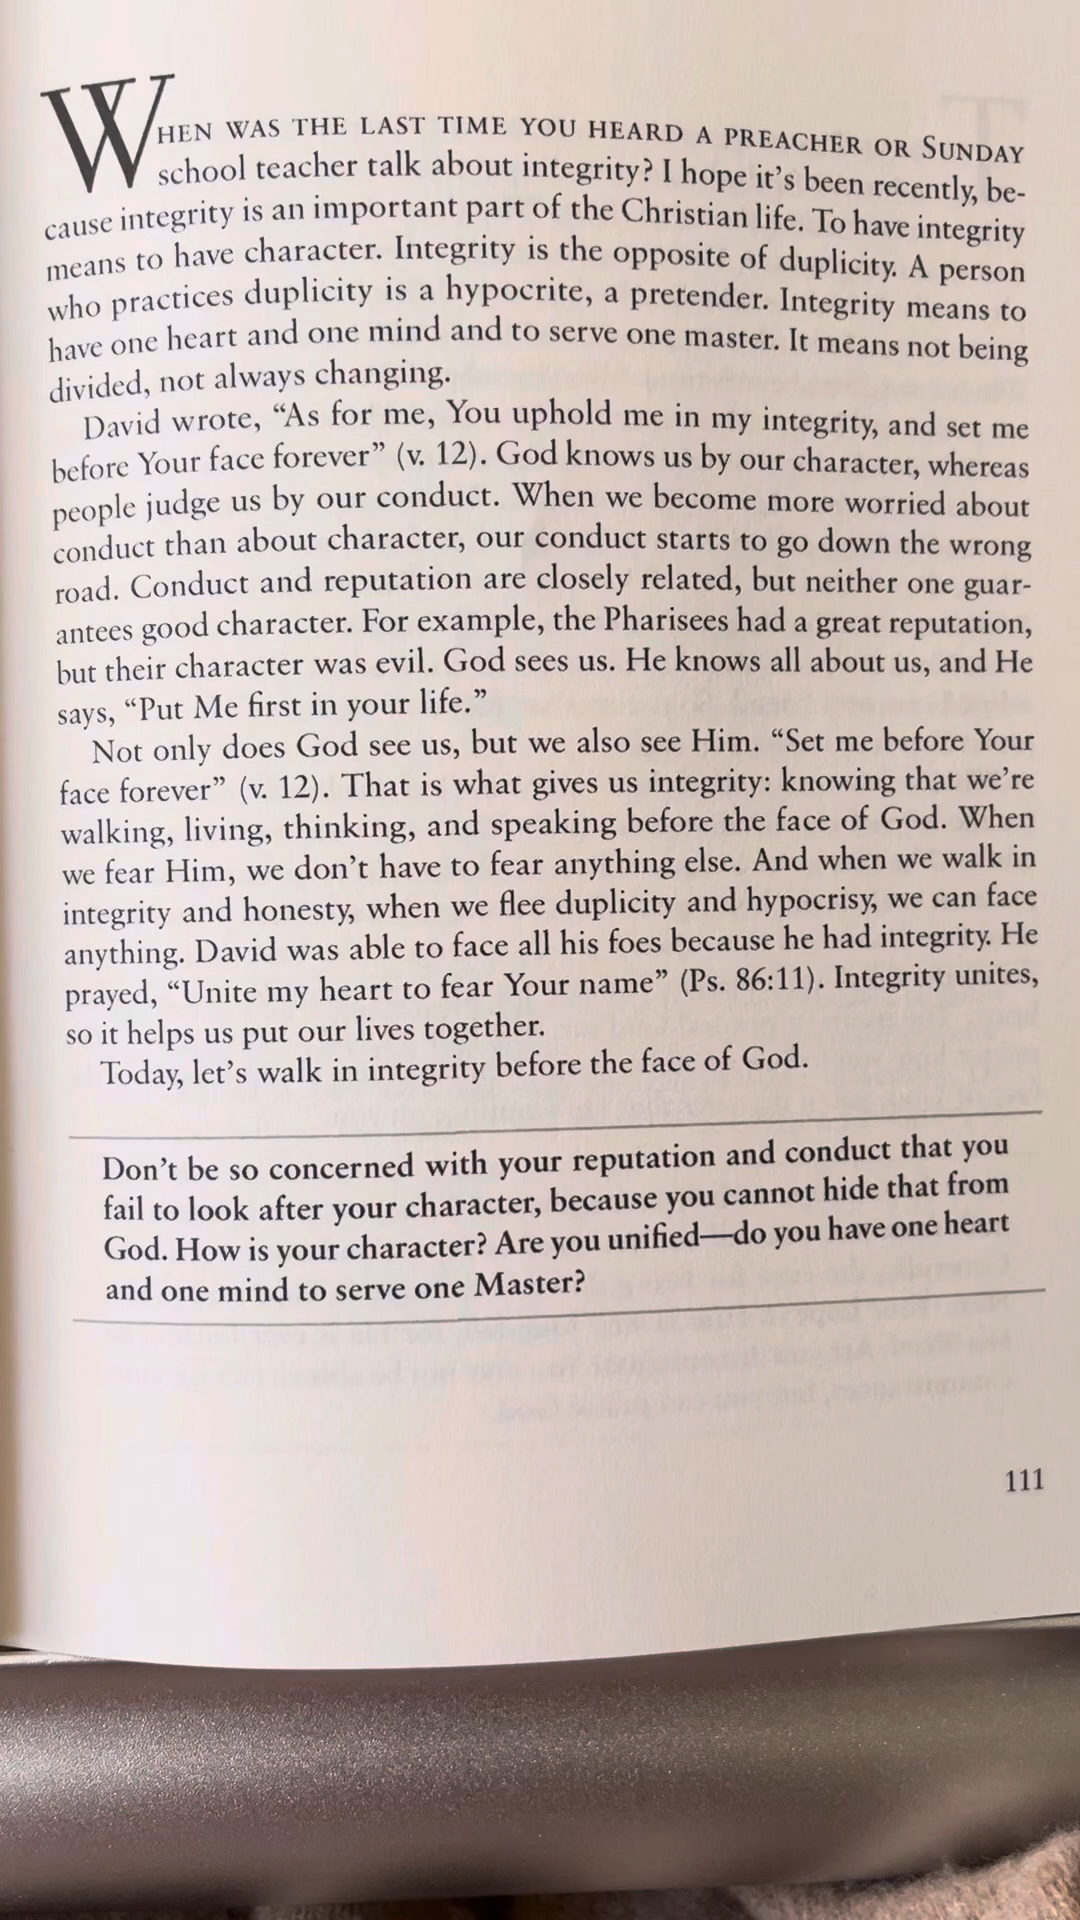 WHEN WAS THE LAST TIME YOU HEARD A PREACHER OR SUNDAY
school teacher talk about integrity? I hope it's been recently, be-
cause integrity is an important part of the Christian life. To have integrity
means to have character. Integrity is the opposite of duplicity. A person
who practices duplicity is a hypocrite, a pretender. Integrity means to
have one heart and one mind and to serve one master. It means not being
divided, not always changing.
David wrote, “As for me, You uphold me in my integrity, and set me
before Your face forever” (v. 12). God knows us by our character, whereas
people judge us by our conduct. When we become more worried about
conduct than about character, our conduct starts to go down the wrong
road. Conduct and reputation are closely related, but neither one guar-
antees good character. For example, the Pharisees had a great reputation,
but their character was evil. God sees us. He knows all about us, and He
says, “Put Me first in your life.”
Not only does God see us, but we also see Him. “Set me before Your
face forever” (v. 12). That is what gives us integrity: knowing that we're
walking, living, thinking, and speaking before the face of God. When
we fear Him, we don't have to fear anything else. And when we walk in
integrity and honesty, when we flee duplicity and hypocrisy, we can face
anything. David was able to face all his foes because he had integrity. He
prayed, “Unite my heart to fear Your name” (Ps. 86:11). Integrity unites,
so it helps us put our lives together.
Today, let's walk in integrity before the face of God.
Don't be so concerned with your reputation and conduct that you
fail to look after your character, because you cannot hide that from
God. How is your character? Are you unified—do you have one heart
and one mind to serve one Master?
111